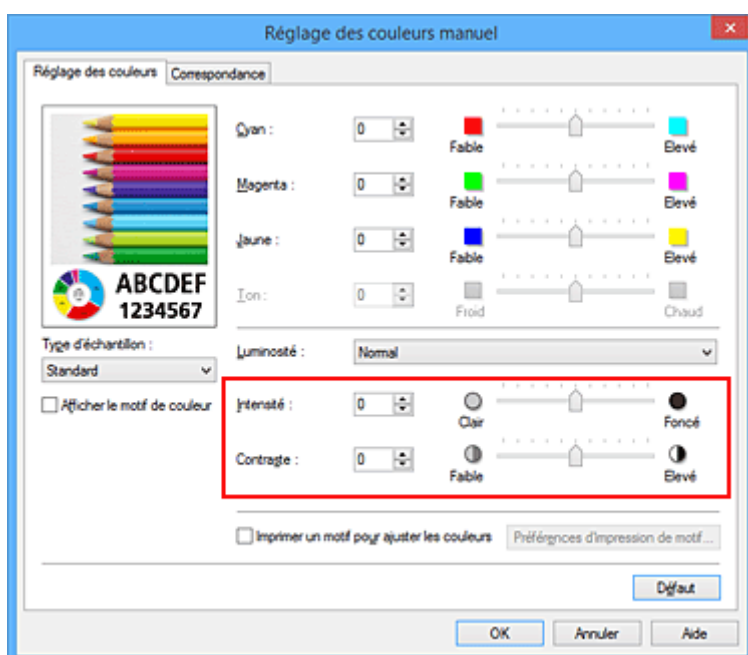 Réglage des couleurs manuel
Réglage des couleurs Correspondance
Cyan : 0 Faible Elevé
Magenta : 0 Faible Elevé
Jaune : 0 Faible Elevé
Ton : 0 Froid Chaud
ABCDEF
1234567
Type d'échantillon :
Standard
Afficher le motif de couleur
Luminosité : Normal
Intensité : 0 Clair Foncé
Contraste : 0 Faible Elevé
Imprimer un motif pour ajuster les couleurs Préférences d'impression de motif...
Défaut
OK Annuler Aide